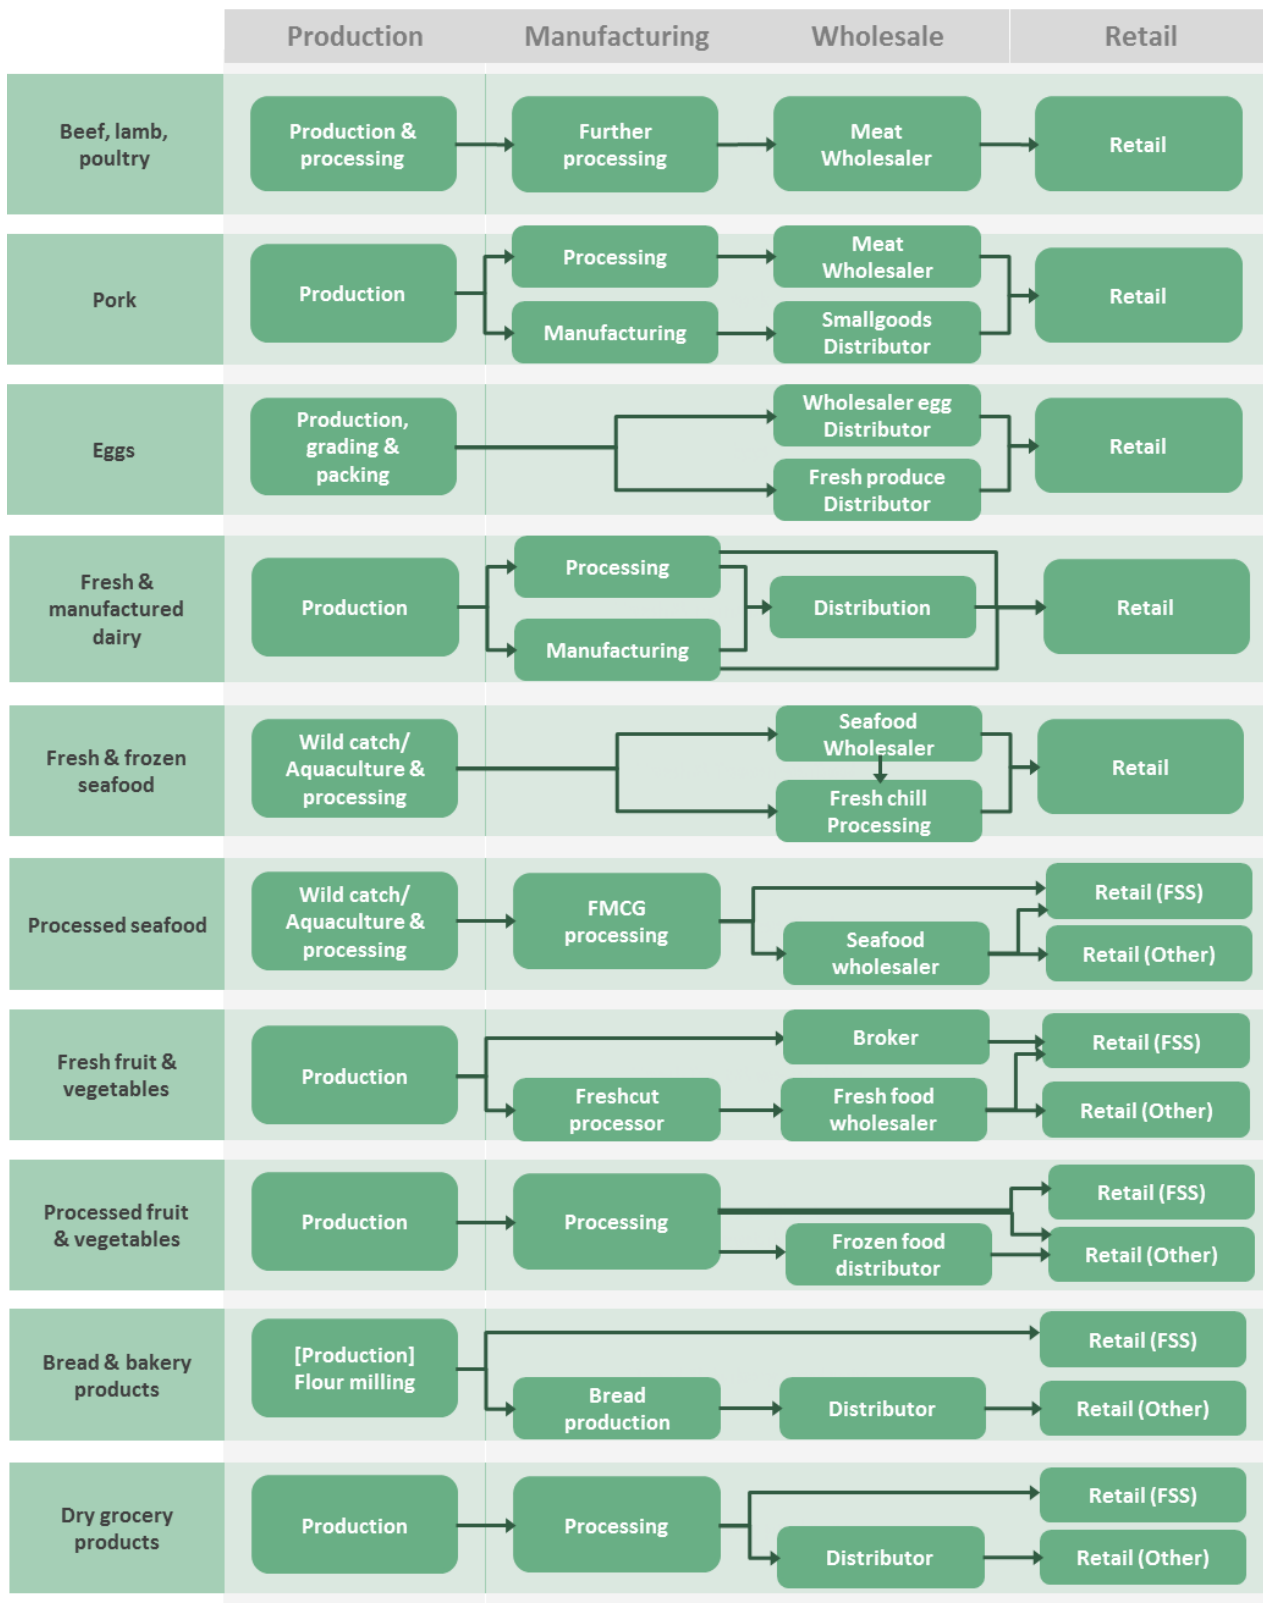 Production Manufacturing Wholesale Retail
Beef, lamb,
poultry
Production &
processing
Further
processing
Meat
Wholesaler
Retail
Pork
Production
Processing
Manufacturing
Meat
Wholesaler
Smallgoods
Distributor
Retail
Eggs
Production,
grading &
packing
Wholesaler egg
Distributor
Fresh produce
Distributor
Retail
Fresh &
manufactured
dairy
Production
Processing
Manufacturing
Distribution
Retail
Fresh & frozen
seafood
Wild catch/
Aquaculture &
processing
Seafood
Wholesaler
Fresh chill
Processing
Retail
Processed seafood
Wild catch/
Aquaculture &
processing
FMCG
processing
Seafood
wholesaler
Retail (FSS)
Retail (Other)
Fresh fruit &
vegetables
Production
Freshcut
processor
Broker
Fresh food
wholesaler
Retail (FSS)
Retail (Other)
Processed fruit
& vegetables
Production
Processing
Frozen food
distributor
Retail (FSS)
Retail (Other)
Bread & bakery
products
[Production]
Flour milling
Bread
production
Distributor
Retail (FSS)
Retail (Other)
Dry grocery
products
Production
Processing
Distributor
Retail (FSS)
Retail (Other)